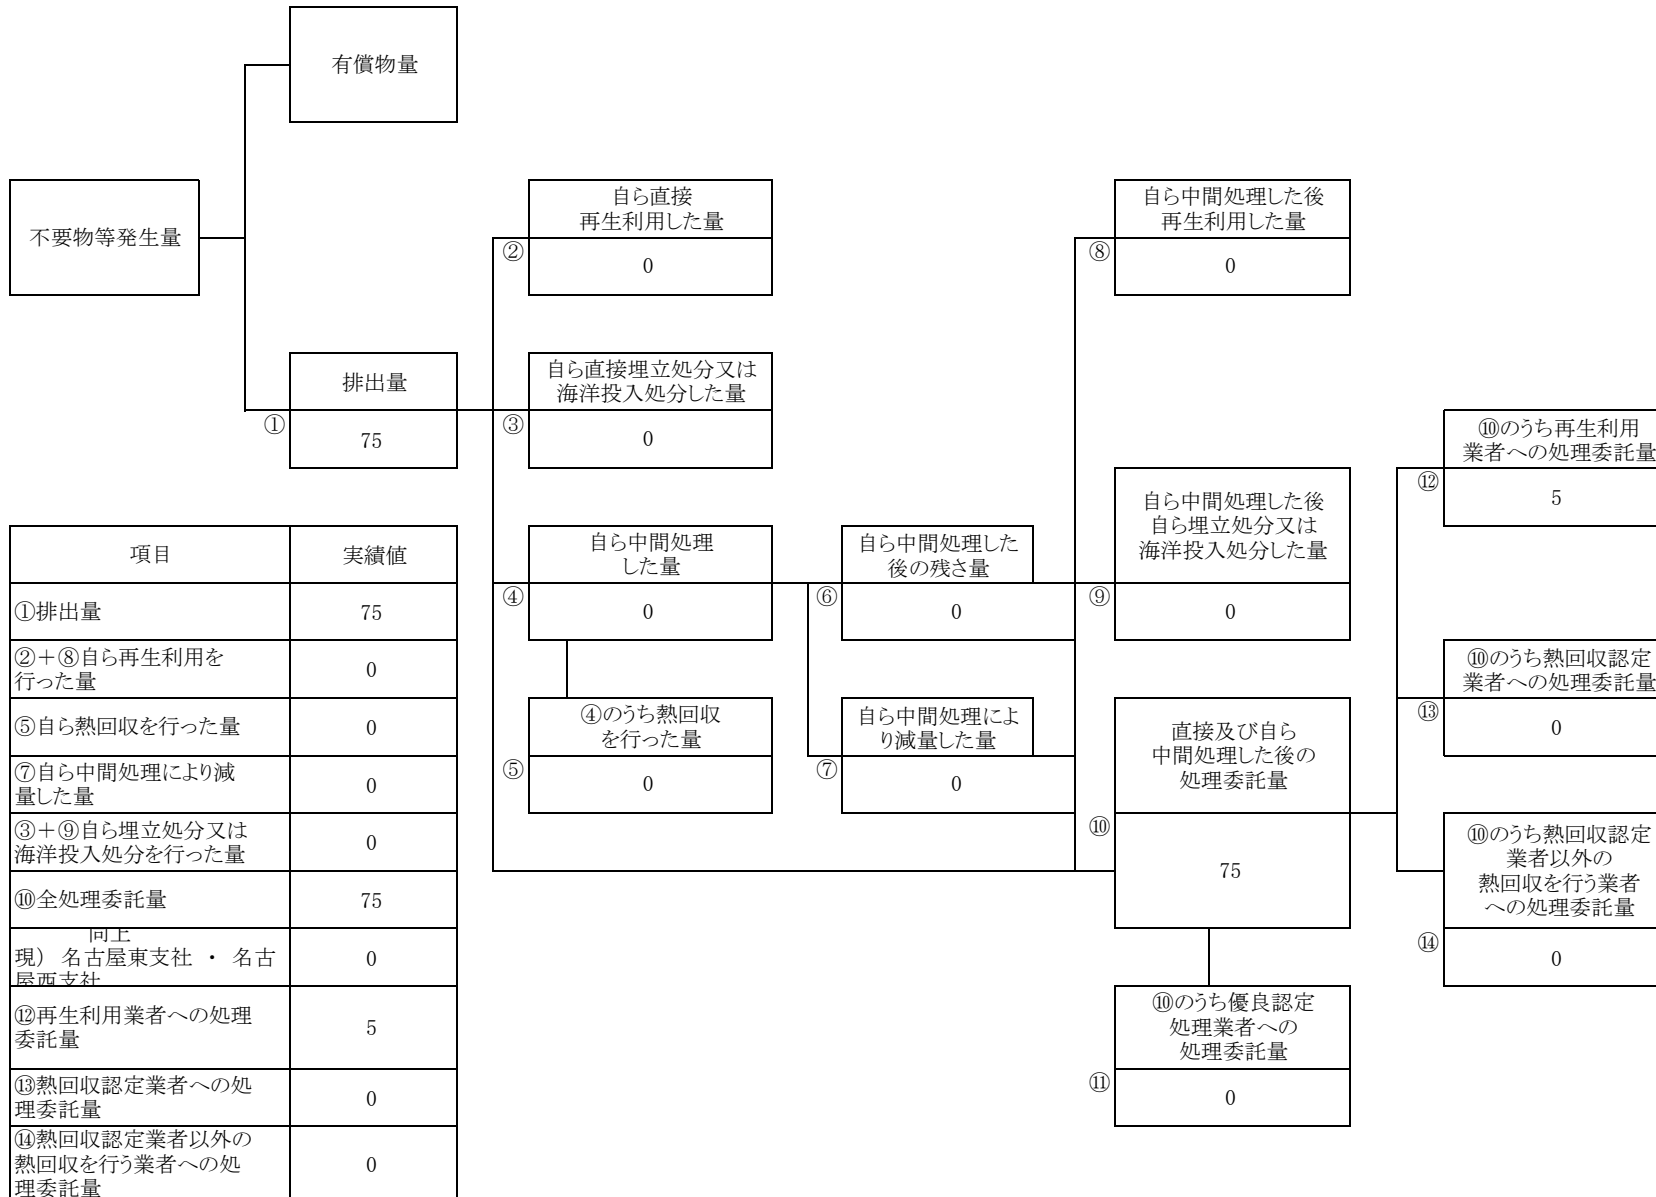 有償物量
不要物等発生量
自ら直接
再生利用した量
②
0
自ら中間処理した後
再生利用した量
⑧
0
排出量
①
75
自ら直接埋立処分又は
海洋投入処分した量
③
0
⑩のうち再生利用
業者への処理委託量
⑫
5
自ら中間処理した後
自ら埋立処分又は
海洋投入処分した量
⑨
0
自ら中間処理
した量
④
0
自ら中間処理した
後の残さ量
⑥
0
⑩のうち熱回収認定
業者への処理委託量
⑬
0
④のうち熱回収
を行った量
⑤
0
自ら中間処理によ
り減量した量
⑦
0
直接及び自ら
中間処理した後の
処理委託量
⑩
75
⑩のうち熱回収認定
業者以外の
熱回収を行う業者
への処理委託量
⑭
0
⑩のうち優良認定
処理業者への
処理委託量
⑪
0
項目 実績値
①排出量 75
②+⑧自ら再生利用を
行った量 0
⑤自ら熱回収を行った量 0
⑦自ら中間処理により減
量した量 0
③+⑨自ら埋立処分又は
海洋投入処分を行った量 0
⑩全処理委託量 75
同上
現） 名古屋東支社 ・ 名古
屋西支社 0
⑫再生利用業者への処理
委託量 5
⑬熱回収認定業者への処
理委託量 0
⑭熱回収認定業者以外の
熱回収を行う業者への処
理委託量 0